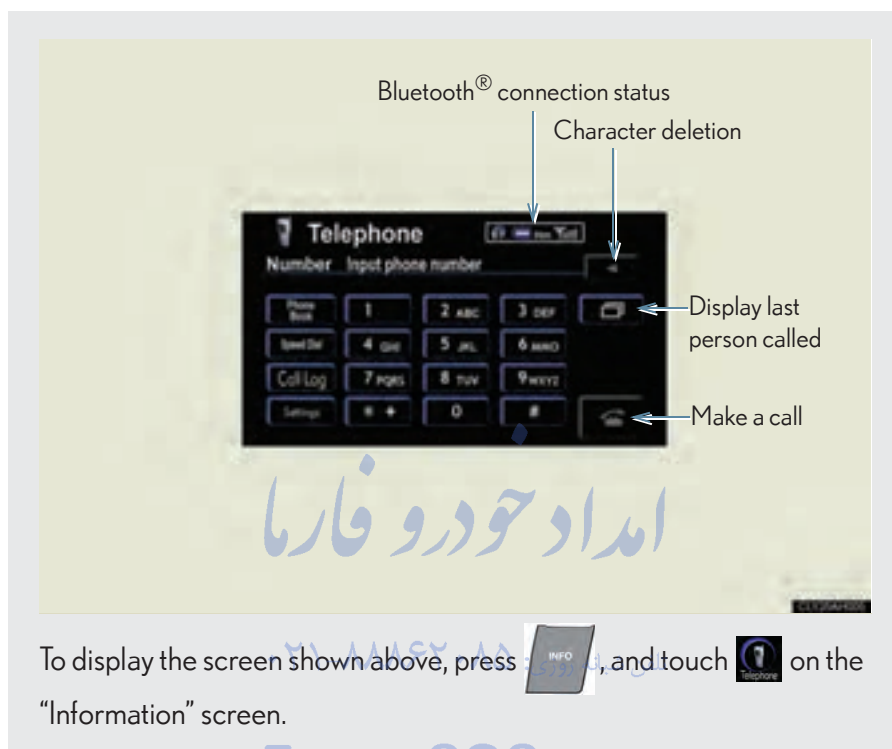 Bluetooth® connection status
Character deletion
Telephone
Number Input phone number
Phone Book 1 2 ABC 3 DEF
Display last
person called
Speed Dial 4 GHI 5 JKL 6 MNO
Call Log 7 PQRS 8 TUV 9 WXYZ
Settings * + 0 #
Make a call
امداد خودرو فارما
To display the screen shown above, press INFO , and touch Telephone on the
“Information” screen.